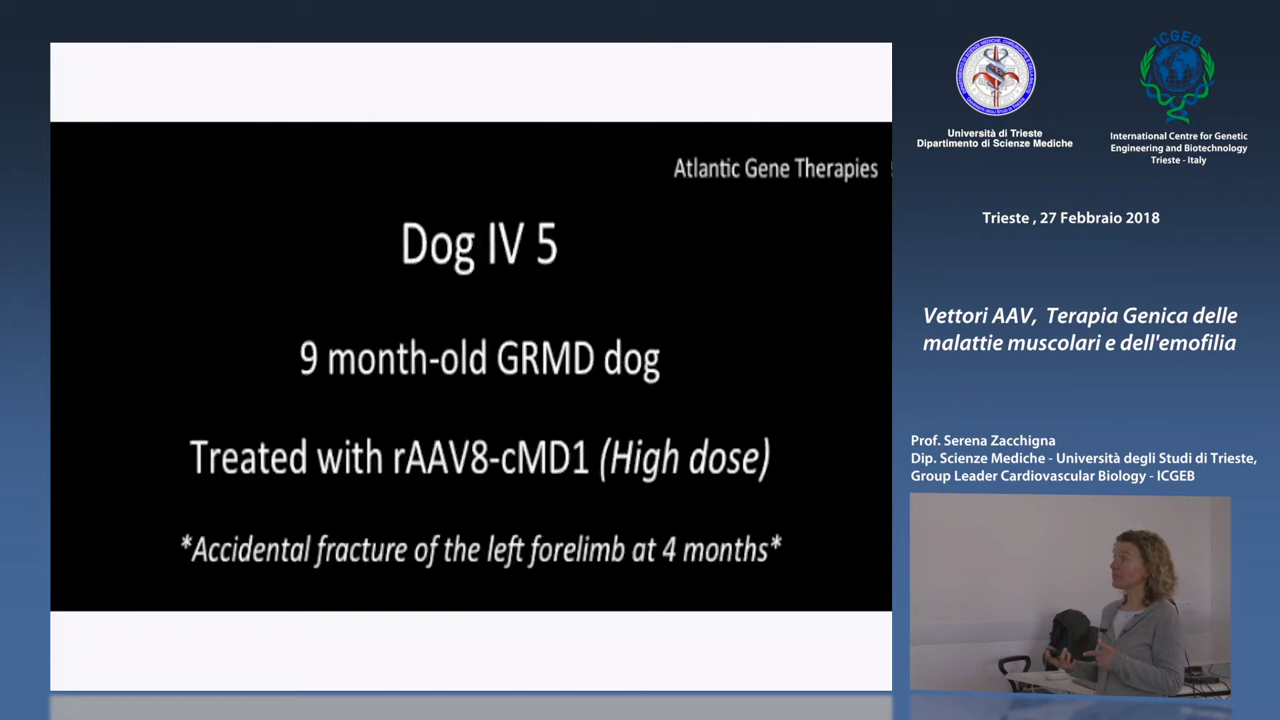 Atlantic Gene Therapies
Dog IV 5
9 month-old GRMD dog
Treated with rAAV8-cMD1 (High dose)
*Accidental fracture of the left forelimb at 4 months*
ICGEB
Università di Trieste
Dipartimento di Scienze Mediche
International Centre for Genetic
Engineering and Biotechnology
Trieste - Italy
Trieste , 27 Febbraio 2018
Vettori AAV, Terapia Genica delle
malattie muscolari e dell'emofilia
Prof. Serena Zacchigna
Dip. Scienze Mediche - Università degli Studi di Trieste,
Group Leader Cardiovascular Biology - ICGEB